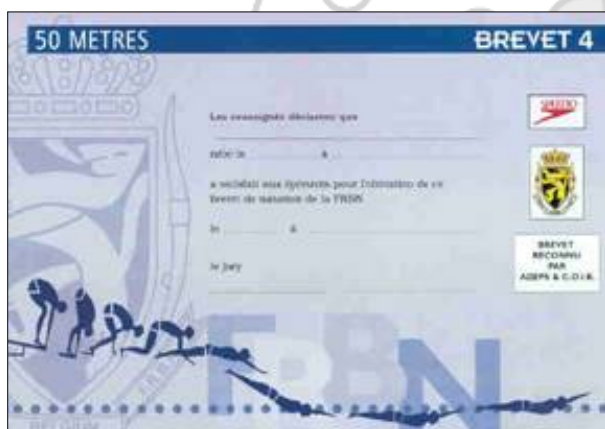 50 METRES
BREVET 4
Les soussignés déclarent que
né(e) le à
a satisfait aux épreuves pour l'obtention de ce
brevet de natation de la FRBN
le à
le jury
SPEEDO
BREVET
RECONNU
PAR
ADEPS & C.O.I.B.
FRBN
BELGIUM